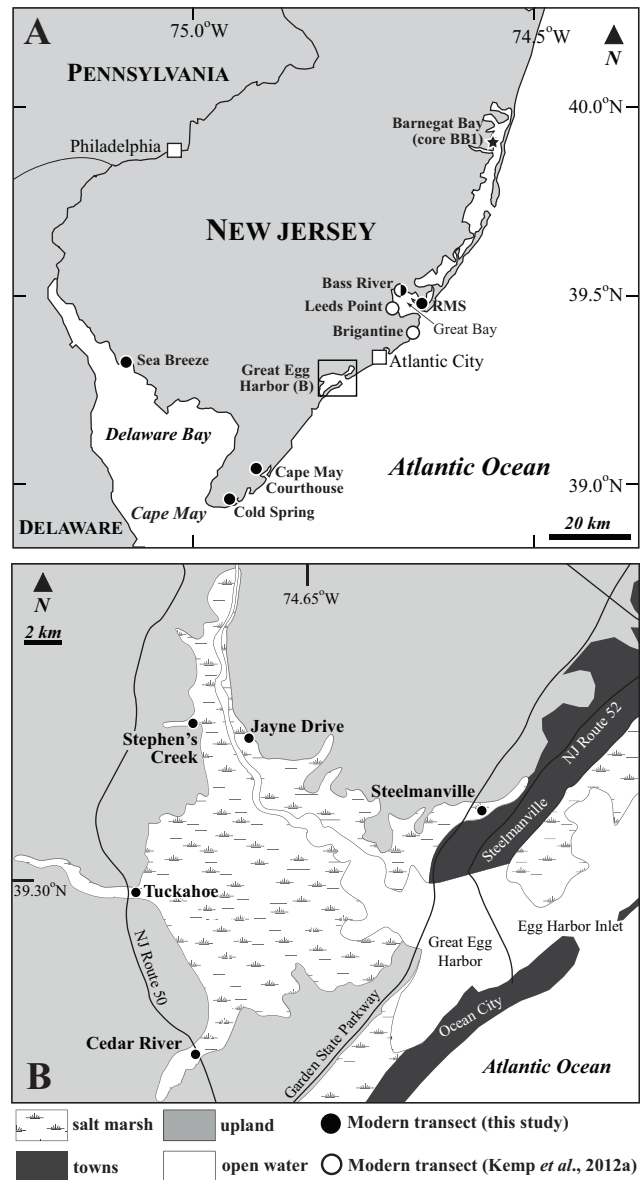 A
75.0°W
74.5°W
N
PENNSYLVANIA
40.0°N
Barnegat Bay
(core BB1)
Philadelphia
NEW JERSEY
Bass River
RMS
39.5°N
Leeds Point
Great Bay
Brigantine
Atlantic City
Great Egg
Harbor (B)
Sea Breeze
Delaware Bay
Cape May
Courthouse
Atlantic Ocean
39.0°N
Cape May
Cold Spring
DELAWARE
20 km
N
2 km
74.65°W
Stephen's
Creek
Jayne Drive
NJ Route 52
Steelmanville
Steelmanville
39.30°N
Tuckahoe
NJ Route 50
Great Egg
Harbor
Egg Harbor Inlet
Cedar River
Garden State Parkway
Ocean City
Atlantic Ocean
B
salt marsh
upland
Modern transect (this study)
towns
open water
Modern transect (Kemp et al., 2012a)